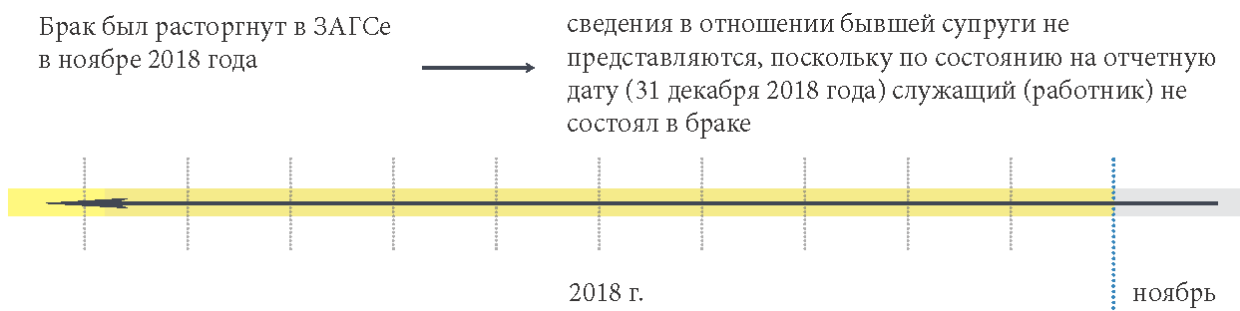 Брак был расторгнут в ЗАГСе
в ноябре 2018 года
сведения в отношении бывшей супруги не
представляются, поскольку по состоянию на отчетную
дату (31 декабря 2018 года) служащий (работник) не
состоял в браке
2018 г.
ноябрь